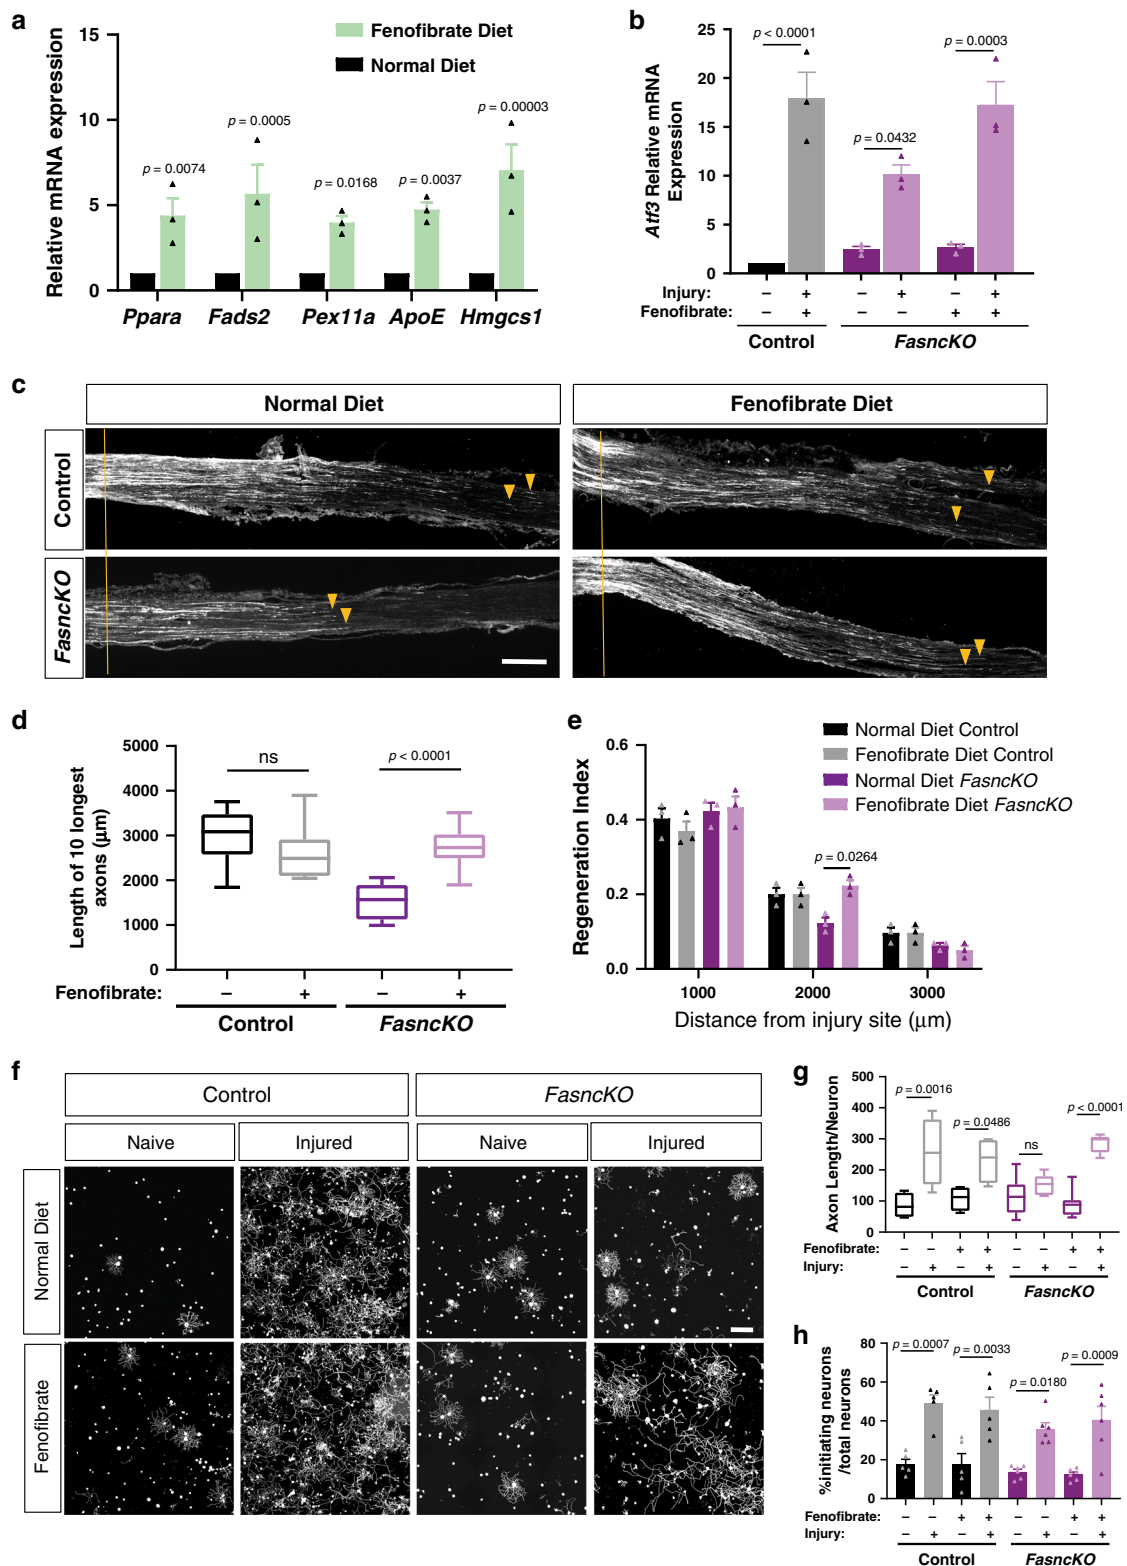 a
15
10
5
0
Relative mRNA expression
Fenofibrate Diet
Normal Diet
p = 0.0074
p = 0.0005
p = 0.0168
p = 0.0037
p = 0.00003
Ppara Fads2 Pex11a ApoE Hmgcs1
b
25
20
15
10
5
0
Atf3 Relative mRNA
Expression
p < 0.0001
p = 0.0432
p = 0.0003
Injury: – + – + – +
Fenofibrate: – + – – + +
Control FasncKO
c
Normal Diet Fenofibrate Diet
Control
FasncKO
d
5000
4000
3000
2000
1000
0
Length of 10 longest
axons (μm)
ns
p < 0.0001
Fenofibrate: – + – +
Control FasncKO
e
0.6
0.4
0.2
0.0
Regeneration Index
Normal Diet Control
Fenofibrate Diet Control
Normal Diet FasncKO
Fenofibrate Diet FasncKO
p = 0.0264
1000 2000 3000
Distance from injury site (μm)
f
Control FasncKO
Naive Injured Naive Injured
Normal Diet
Fenofibrate
g
500
400
300
200
100
0
Axon Length/Neuron
p = 0.0016
p = 0.0486
ns
p < 0.0001
Fenofibrate: – – + + – – + +
Injury: – + – + – + – +
Control FasncKO
h
80
60
40
20
0
%initiating neurons
/total neurons
p = 0.0007
p = 0.0033
p = 0.0180
p = 0.0009
Fenofibrate: – – + + – – + +
Injury: – + – + – + – +
Control FasncKO